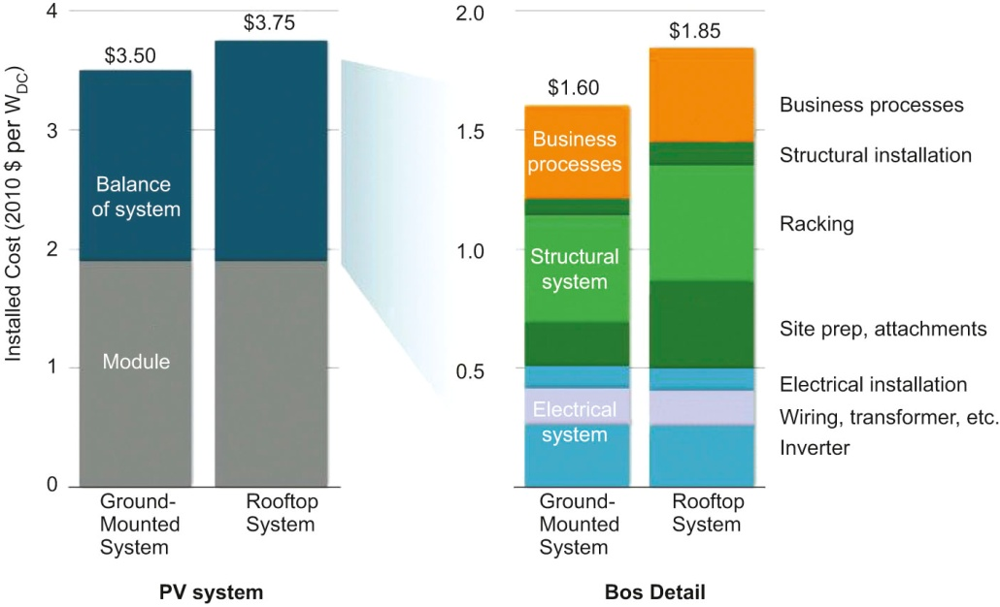 Installed Cost (2010 $ per WDC)
4
3
2
1
0
$3.50
$3.75
Balance
of system
Module
Ground-
Mounted
System
Rooftop
System
PV system
2.0
1.5
1.0
0.5
$1.60
$1.85
Business
processes
Structural
system
Electrical
system
Ground-
Mounted
System
Rooftop
System
Bos Detail
Business processes
Structural installation
Racking
Site prep, attachments
Electrical installation
Wiring, transformer, etc.
Inverter